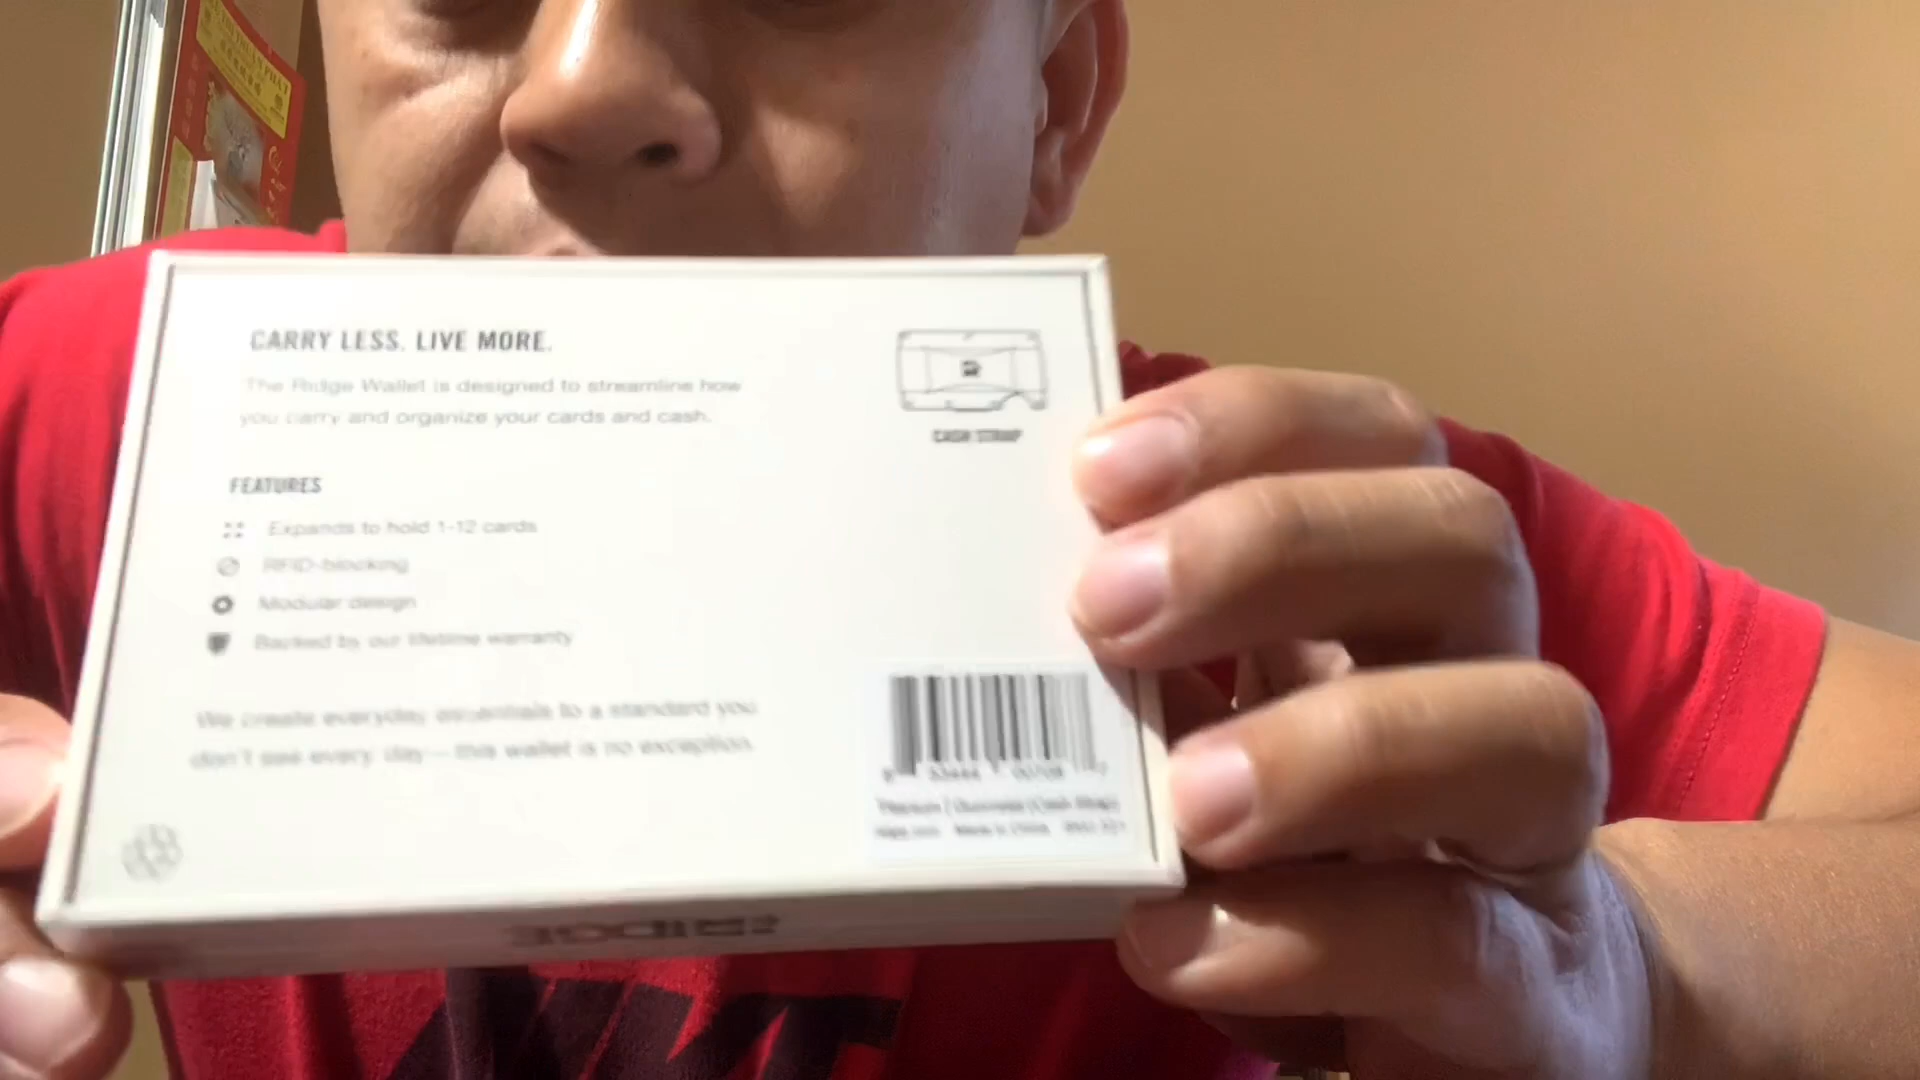 CARRY LESS. LIVE MORE.
The Ridge Wallet is designed to streamline how
you carry and organize your cards and cash.
CASH STRAP
FEATURES
Expands to hold 1-12 cards
RFID-blocking
Modular design
Backed by our lifetime warranty
We create everyday essentials to a standard you
don't see every day—this wallet is no exception.
(Cash Strap)
Made in China
RIDGE